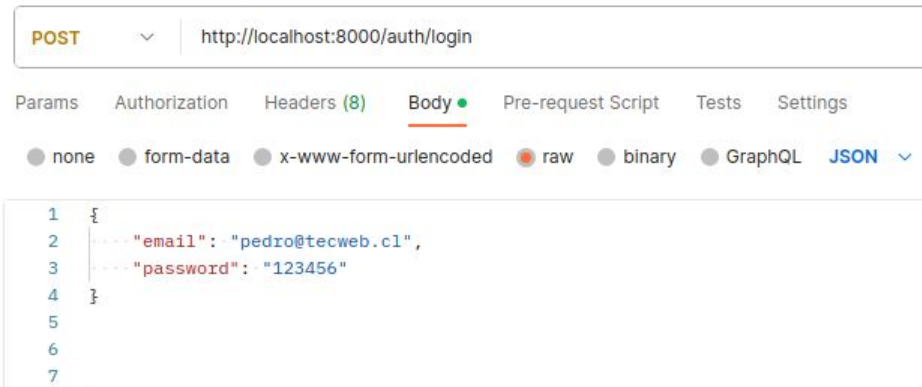 POST http://localhost:8000/auth/login
Params Authorization Headers (8) Body Pre-request Script Tests Settings
none form-data x-www-form-urlencoded raw binary GraphQL JSON
1 {
2 "email": "pedro@tecweb.cl",
3 "password": "123456"
4 }
5
6
7